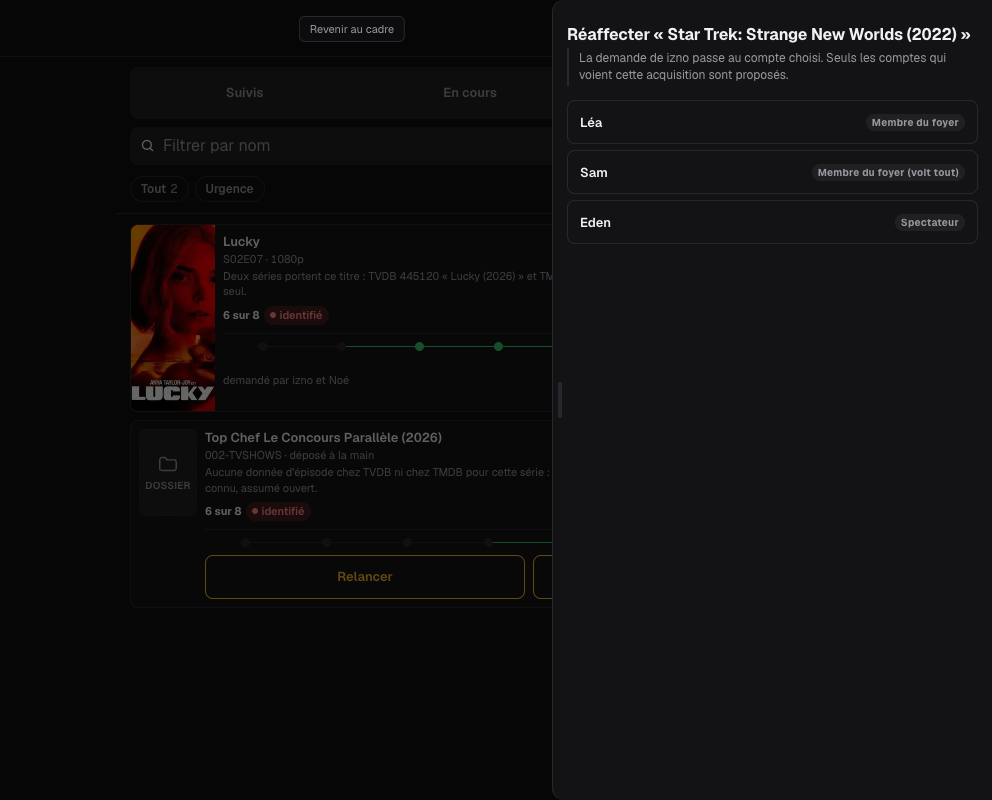 Revenir au cadre
Suivis
En cours
Filtrer par nom
Tout 2
Urgence
ANYA TAYLOR-JOY
LUCKY
Lucky
S02E07 · 1080p
Deux séries portent ce titre : TVDB 445120 « Lucky (2026) » et TM
seul.
6 sur 8
identifié
demandé par izno et Noé
DOSSIER
Top Chef Le Concours Parallèle (2026)
002-TVSHOWS · déposé à la main
Aucune donnée d'épisode chez TVDB ni chez TMDB pour cette série :
connu, assumé ouvert.
6 sur 8
identifié
Relancer
Réaffecter « Star Trek: Strange New Worlds (2022) »
La demande de izno passe au compte choisi. Seuls les comptes qui
voient cette acquisition sont proposés.
Léa
Membre du foyer
Sam
Membre du foyer (voit tout)
Eden
Spectateur